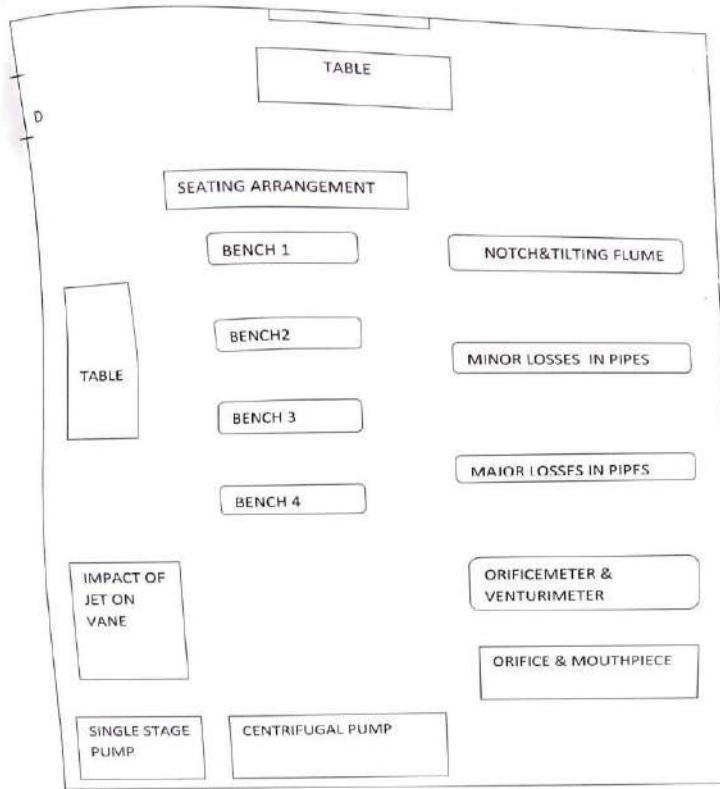 TABLE
D
SEATING ARRANGEMENT
BENCH 1
NOTCH&TILTING FLUME
BENCH2
MINOR LOSSES IN PIPES
TABLE
BENCH 3
MAJOR LOSSES IN PIPES
BENCH 4
IMPACT OF
JET ON
VANE
ORIFICEMETER &
VENTURIMETER
ORIFICE & MOUTHPIECE
SINGLE STAGE
PUMP
CENTRIFUGAL PUMP